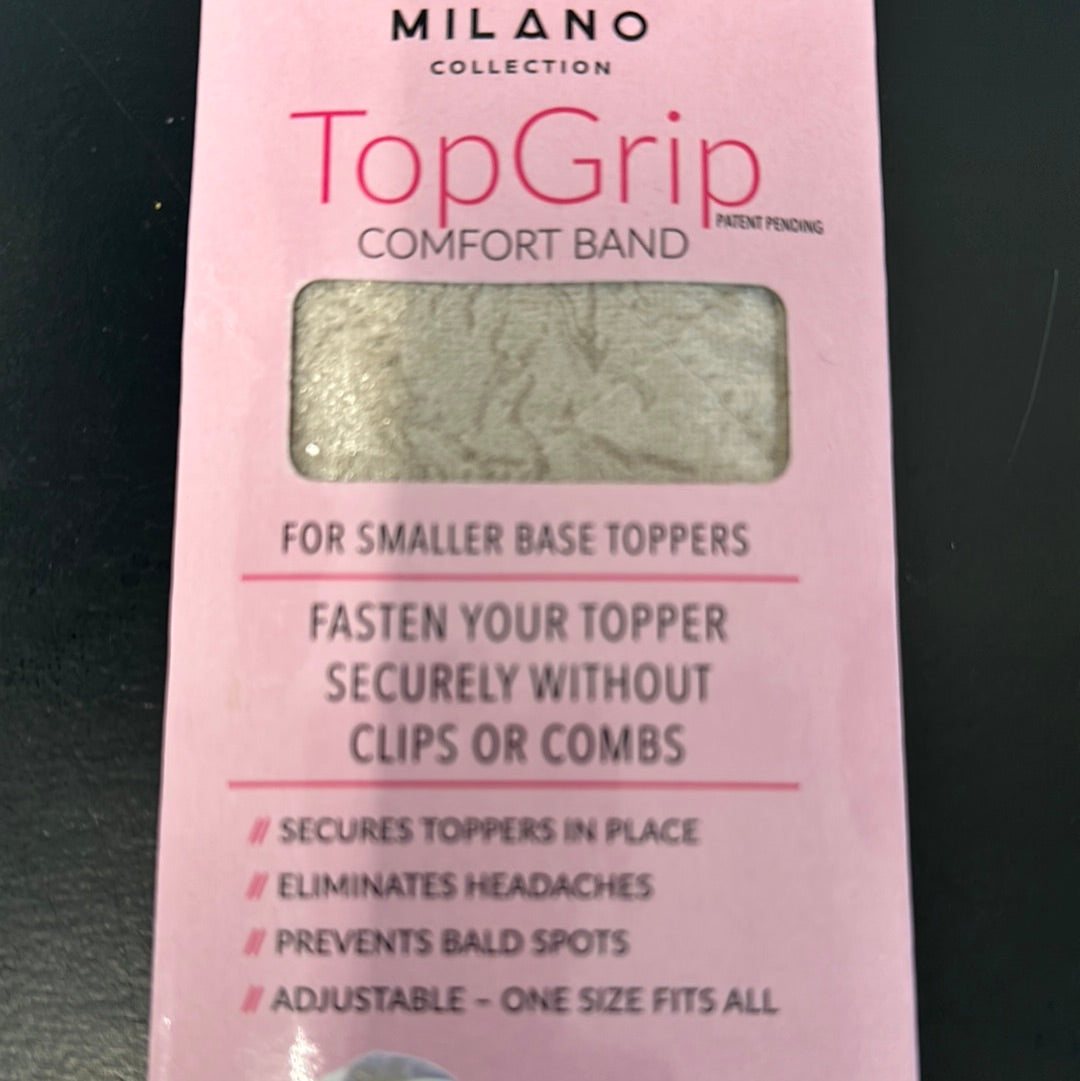 MILANO
COLLECTION
TopGrip
PATENT PENDING
COMFORT BAND
FOR SMALLER BASE TOPPERS
FASTEN YOUR TOPPER
SECURELY WITHOUT
CLIPS OR COMBS
// SECURES TOPPERS IN PLACE
// ELIMINATES HEADACHES
// PREVENTS BALD SPOTS
// ADJUSTABLE – ONE SIZE FITS ALL